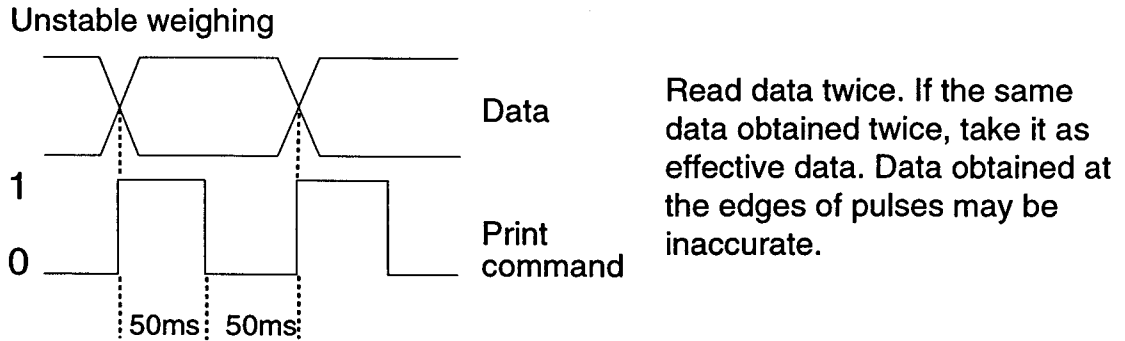 Unstable weighing
Data
Read data twice. If the same
data obtained twice, take it as
effective data. Data obtained at
the edges of pulses may be
inaccurate.
1
0
Print
command
50ms 50ms